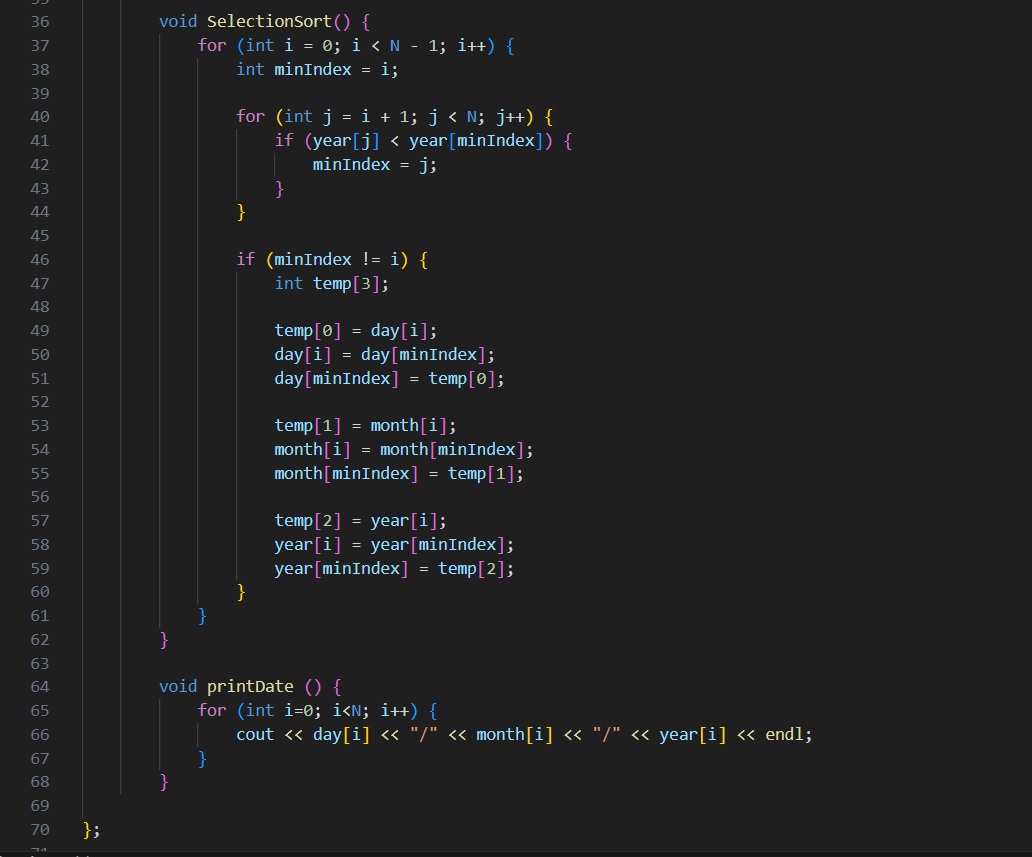 36 void SelectionSort() {
37 for (int i = 0; i < N - 1; i++) {
38 int minIndex = i;
39
40 for (int j = i + 1; j < N; j++) {
41 if (year[j] < year[minIndex]) {
42 minIndex = j;
43 }
44 }
45
46 if (minIndex != i) {
47 int temp[3];
48
49 temp[0] = day[i];
50 day[i] = day[minIndex];
51 day[minIndex] = temp[0];
52
53 temp[1] = month[i];
54 month[i] = month[minIndex];
55 month[minIndex] = temp[1];
56
57 temp[2] = year[i];
58 year[i] = year[minIndex];
59 year[minIndex] = temp[2];
60 }
61 }
62 }
63
64 void printDate () {
65 for (int i=0; i<N; i++) {
66 cout << day[i] << "/" << month[i] << "/" << year[i] << endl;
67 }
68 }
69
70 };